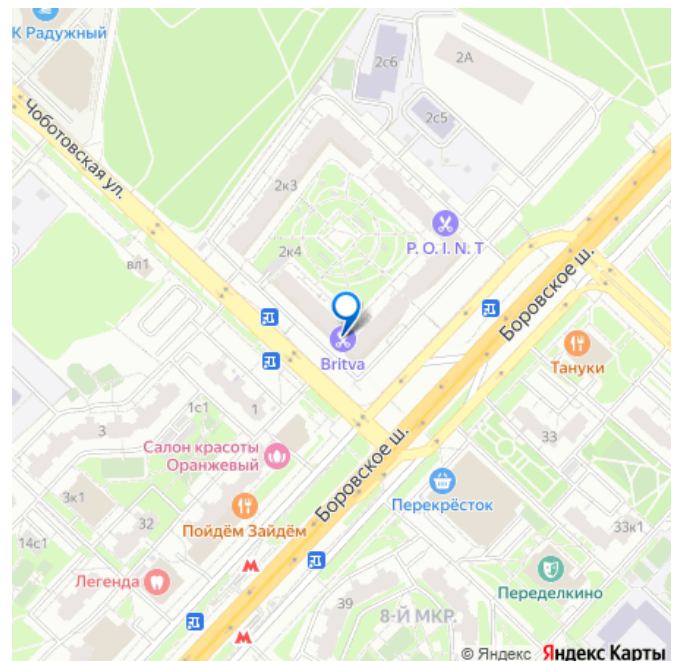 К Радужный
2с6
2А
2с5
Чоботовская ул.
2к3
P. O. I. N. T
2к4
вл1
Боровское ш.
Britva
Тануки
1с1
1
3
Салон красоты
Оранжевый
33
Боровское ш.
Перекрёсток
3к1
32
Пойдём Зайдём
33к1
14с1
Легенда
Переделкино
39
8-Й МКР.
© Яндекс Яндекс Карты